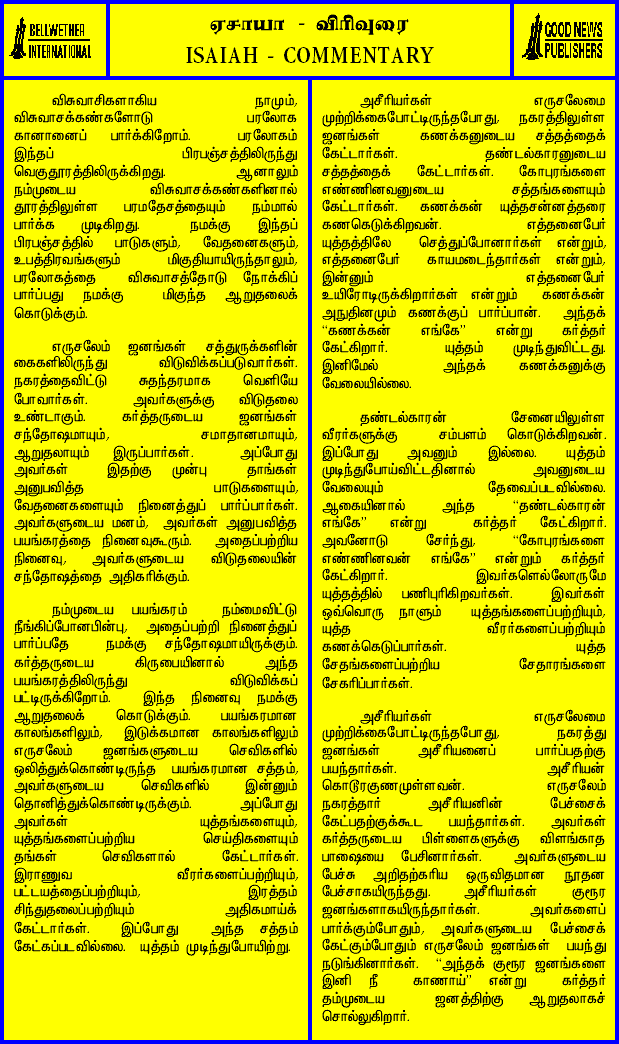 BELLWETHER
INTERNATIONAL
ஏசாயா - விரிவுரை
ISAIAH - COMMENTARY
GOOD NEWS
PUBLISHERS
விசுவாசிகளாகிய நாமும்,
விசுவாசக்கண்களோடு பரலோக
கானானைப் பார்க்கிறோம். பரலோகம்
இந்தப் பிரபஞ்சத்திலிருந்து
வெகுதூரத்திலிருக்கிறது. ஆனாலும்
நம்முடைய விசுவாசக்கண்களினால்
தூரத்திலுள்ள பரமதேசத்தையும் நம்மால்
பார்க்க முடிகிறது. நமக்கு இந்தப்
பிரபஞ்சத்தில் பாடுகளும், வேதனைகளும்,
உபத்திரவங்களும் மிகுதியாயிருந்தாலும்,
பரலோகத்தை விசுவாசத்தோடு நோக்கிப்
பார்ப்பது நமக்கு மிகுந்த ஆறுதலைக்
கொடுக்கும்.
எருசலேம் ஜனங்கள் சத்துருக்களின்
கைகளிலிருந்து விடுவிக்கப்படுவார்கள்.
நகரத்தைவிட்டு சுதந்தரமாக வெளியே
போவார்கள். அவர்களுக்கு விடுதலை
உண்டாகும். கர்த்தருடைய ஜனங்கள்
சந்தோஷமாயும், சமாதானமாயும்,
ஆறுதலாயும் இருப்பார்கள். அப்போது
அவர்கள் இதற்கு முன்பு தாங்கள்
அனுபவித்த பாடுகளையும்,
வேதனைகளையும் நினைத்துப் பார்ப்பார்கள்.
அவர்களுடைய மனம், அவர்கள் அனுபவித்த
பயங்கரத்தை நினைவுகூரும். அதைப்பற்றிய
நினைவு, அவர்களுடைய விடுதலையின்
சந்தோஷத்தை அதிகரிக்கும்.
நம்முடைய பயங்கரம் நம்மைவிட்டு
நீங்கிப்போனபின்பு, அதைப்பற்றி நினைத்துப்
பார்ப்பதே நமக்கு சந்தோஷமாயிருக்கும்.
கர்த்தருடைய கிருபையினால் அந்த
பயங்கரத்திலிருந்து விடுவிக்கப்
பட்டிருக்கிறோம். இந்த நினைவு நமக்கு
ஆறுதலைக் கொடுக்கும். பயங்கரமான
காலங்களிலும், இடுக்கமான காலங்களிலும்
எருசலேம் ஜனங்களுடைய செவிகளில்
ஒலித்துக்கொண்டிருந்த பயங்கரமான சத்தம்,
அவர்களுடைய செவிகளில் இன்னும்
தொனித்துக்கொண்டிருக்கும். அப்போது
அவர்கள் யுத்தங்களையும்,
யுத்தங்களைப்பற்றிய செய்திகளையும்
தங்கள் செவிகளால் கேட்டார்கள்.
இராணுவ வீரர்களைப்பற்றியும்,
பட்டயத்தைப்பற்றியும், இரத்தம்
சிந்துதலைப்பற்றியும் அதிகமாய்க்
கேட்டார்கள். இப்போது அந்த சத்தம்
கேட்கப்படவில்லை. யுத்தம் முடிந்துபோயிற்று.
அசீரியர்கள் எருசலேமை
முற்றிக்கைபோட்டிருந்தபோது, நகரத்திலுள்ள
ஜனங்கள் கணக்கனுடைய சத்தத்தைக்
கேட்டார்கள். தண்டல்காரனுடைய
சத்தத்தைக் கேட்டார்கள். கோபுரங்களை
எண்ணினவனுடைய சத்தங்களையும்
கேட்டார்கள். கணக்கன் யுத்தசன்னத்தரை
கணகெடுக்கிறவன். எத்தனைபேர்
யுத்தத்திலே செத்துப்போனார்கள் என்றும்,
எத்தனைபேர் காயமடைந்தார்கள் என்றும்,
இன்னும் எத்தனைபேர்
உயிரோடிருக்கிறார்கள் என்றும் கணக்கன்
அநுதினமும் கணக்குப் பார்ப்பான். அந்தக்
“கணக்கன் எங்கே” என்று கர்த்தர்
கேட்கிறார். யுத்தம் முடிந்துவிட்டது.
இனிமேல் அந்தக் கணக்கனுக்கு
வேலையில்லை.
தண்டல்காரன் சேனையிலுள்ள
வீரர்களுக்கு சம்பளம் கொடுக்கிறவன்.
இப்போது அவனும் இல்லை. யுத்தம்
முடிந்துபோய்விட்டதினால் அவனுடைய
வேலையும் தேவைப்படவில்லை.
ஆகையினால் அந்த “தண்டல்காரன்
எங்கே” என்று கர்த்தர் கேட்கிறார்.
அவனோடு சேர்ந்து, “கோபுரங்களை
எண்ணினவன் எங்கே” என்றும் கர்த்தர்
கேட்கிறார். இவர்களெல்லோருமே
யுத்தத்தில் பணிபுரிகிறவர்கள். இவர்கள்
ஒவ்வொரு நாளும் யுத்தங்களைப்பற்றியும்,
யுத்த வீரர்களைப்பற்றியும்
கணக்கெடுப்பார்கள். யுத்த
சேதங்களைப்பற்றிய சேதாரங்களை
சேகரிப்பார்கள்.
அசீரியர்கள் எருசலேமை
முற்றிக்கைபோட்டிருந்தபோது, நகரத்து
ஜனங்கள் அசீரியனைப் பார்ப்பதற்கு
பயந்தார்கள். அசீரியன்
கொடூரகுணமுள்ளவன். எருசலேம்
நகரத்தார் அசீரியனின் பேச்சைக்
கேட்பதற்குக்கூட பயந்தார்கள். அவர்கள்
கர்த்தருடைய பிள்ளைகளுக்கு விளங்காத
பாஷையை பேசினார்கள். அவர்களுடைய
பேச்சு அறிதற்கரிய ஒருவிதமான நூதன
பேச்சாகயிருந்தது. அசீரியர்கள் குரூர
ஜனங்களாகயிருந்தார்கள். அவர்களைப்
பார்க்கும்போதும், அவர்களுடைய பேச்சைக்
கேட்கும்போதும் எருசலேம் ஜனங்கள் பயந்து
நடுங்கினார்கள். “அந்தக் குரூர ஜனங்களை
இனி நீ காணாய்” என்று கர்த்தர்
தம்முடைய ஜனத்திற்கு ஆறுதலாகச்
சொல்லுகிறார்.